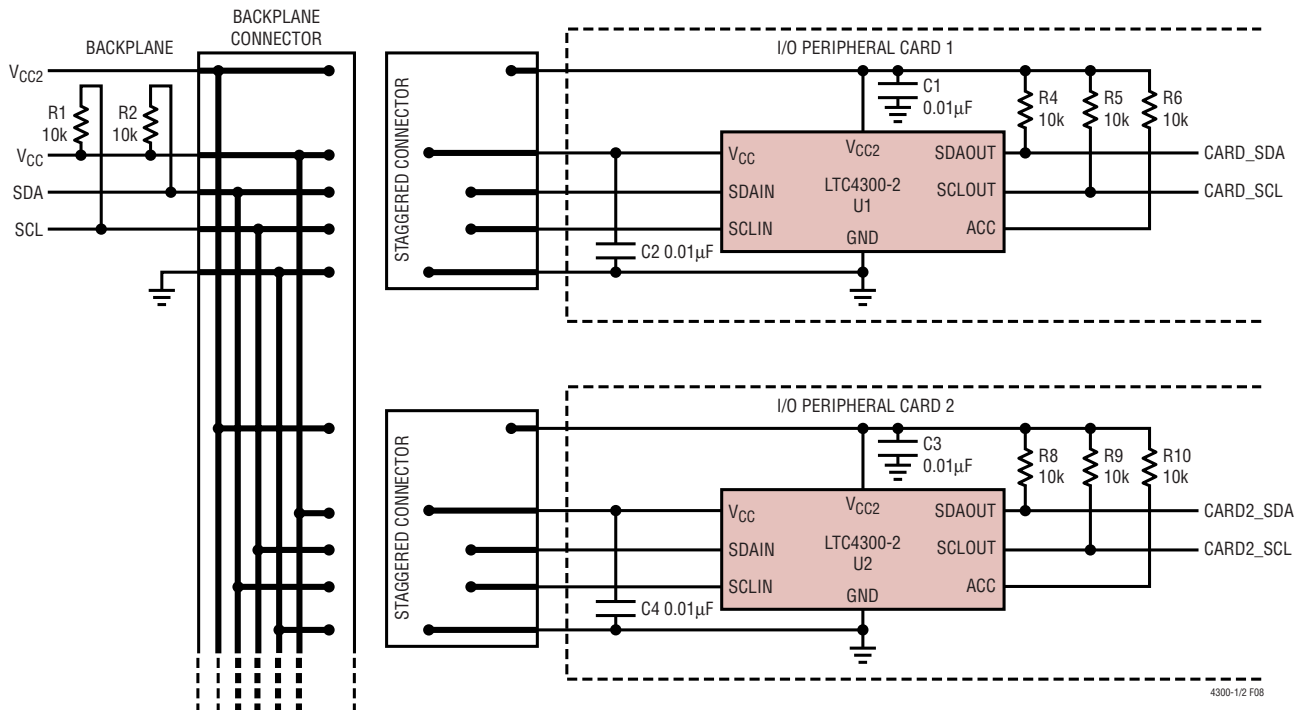 BACKPLANE
BACKPLANE
CONNECTOR
VCC2
R1
10k
R2
10k
VCC
SDA
SCL
STAGGERED CONNECTOR
I/O PERIPHERAL CARD 1
C1
0.01µF
R4
10k
R5
10k
R6
10k
VCC
VCC2
SDAOUT
CARD_SDA
SDAIN
LTC4300-2
U1
SCLOUT
CARD_SCL
SCLIN
GND
ACC
C2 0.01µF
STAGGERED CONNECTOR
I/O PERIPHERAL CARD 2
C3
0.01µF
R8
10k
R9
10k
R10
10k
VCC
VCC2
SDAOUT
CARD2_SDA
SDAIN
LTC4300-2
U2
SCLOUT
CARD2_SCL
SCLIN
GND
ACC
C4 0.01µF
4300-1/2 F08